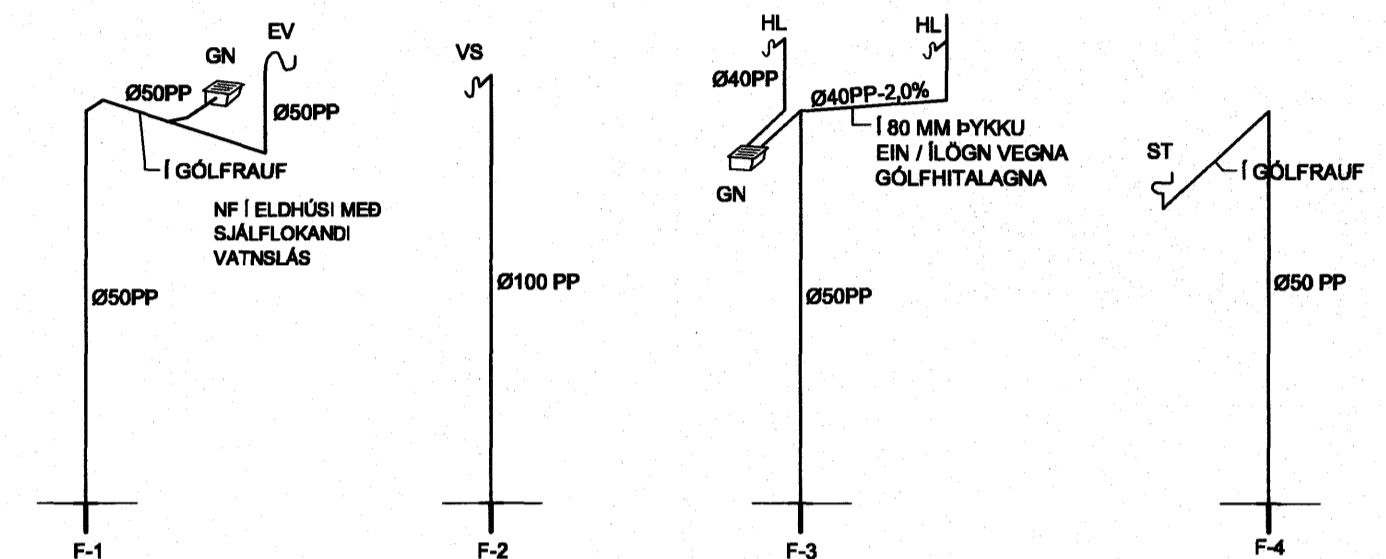 EV
GN
Ø50PP
Ø50PP
Í GÓLFRAUF
NF Í ELDHÚSI MEÐ
SJÁLFLOKANDI
VATNSLÁS
Ø50PP
F-1
VS
Ø100 PP
F-2
HL
HL
Ø40PP
Ø40PP-2,0%
Í 80 MM ÞYKKU
EIN / ÍLÖGN VEGNA
GÓLFHITALAGNA
GN
Ø50PP
F-3
ST
Í GÓLFRAUF
Ø50 PP
F-4